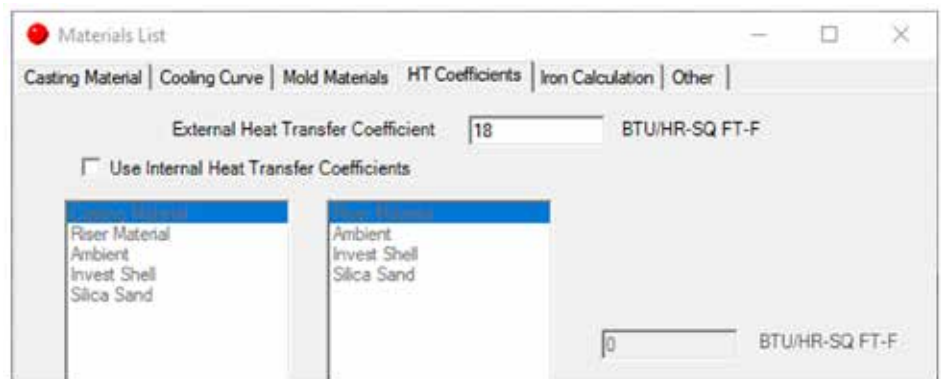 Materials List
Casting Material Cooling Curve Mold Materials HT Coefficients Iron Calculation Other
External Heat Transfer Coefficient 18 BTU/HR-SQ FT-F
Use Internal Heat Transfer Coefficients
Casting Material Riser Material
Riser Material Ambient
Ambient Invest Shell
Invest Shell Silica Sand
Silica Sand
0 BTU/HR-SQ FT-F